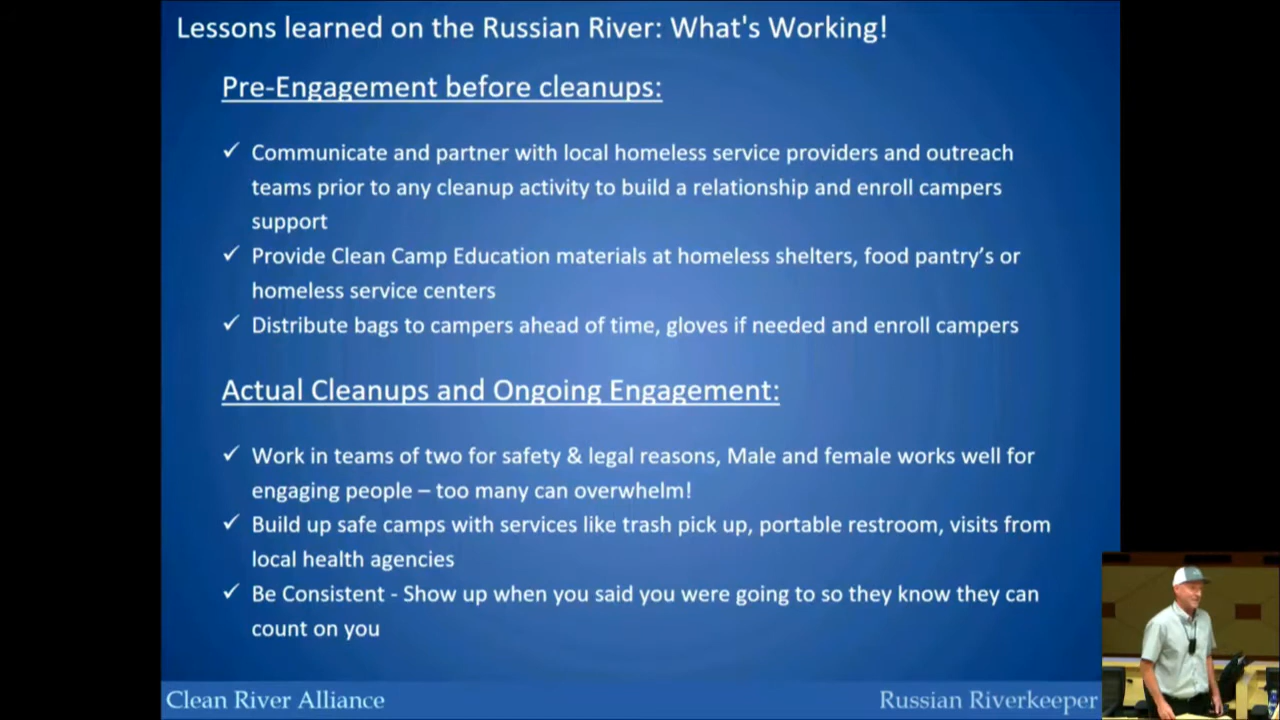 Lessons learned on the Russian River: What's Working!
Pre-Engagement before cleanups:
✓ Communicate and partner with local homeless service providers and outreach
teams prior to any cleanup activity to build a relationship and enroll campers
support
✓ Provide Clean Camp Education materials at homeless shelters, food pantry’s or
homeless service centers
✓ Distribute bags to campers ahead of time, gloves if needed and enroll campers
Actual Cleanups and Ongoing Engagement:
✓ Work in teams of two for safety & legal reasons, Male and female works well for
engaging people – too many can overwhelm!
✓ Build up safe camps with services like trash pick up, portable restroom, visits from
local health agencies
✓ Be Consistent - Show up when you said you were going to so they know they can
count on you
Clean River Alliance
Russian Riverkeeper